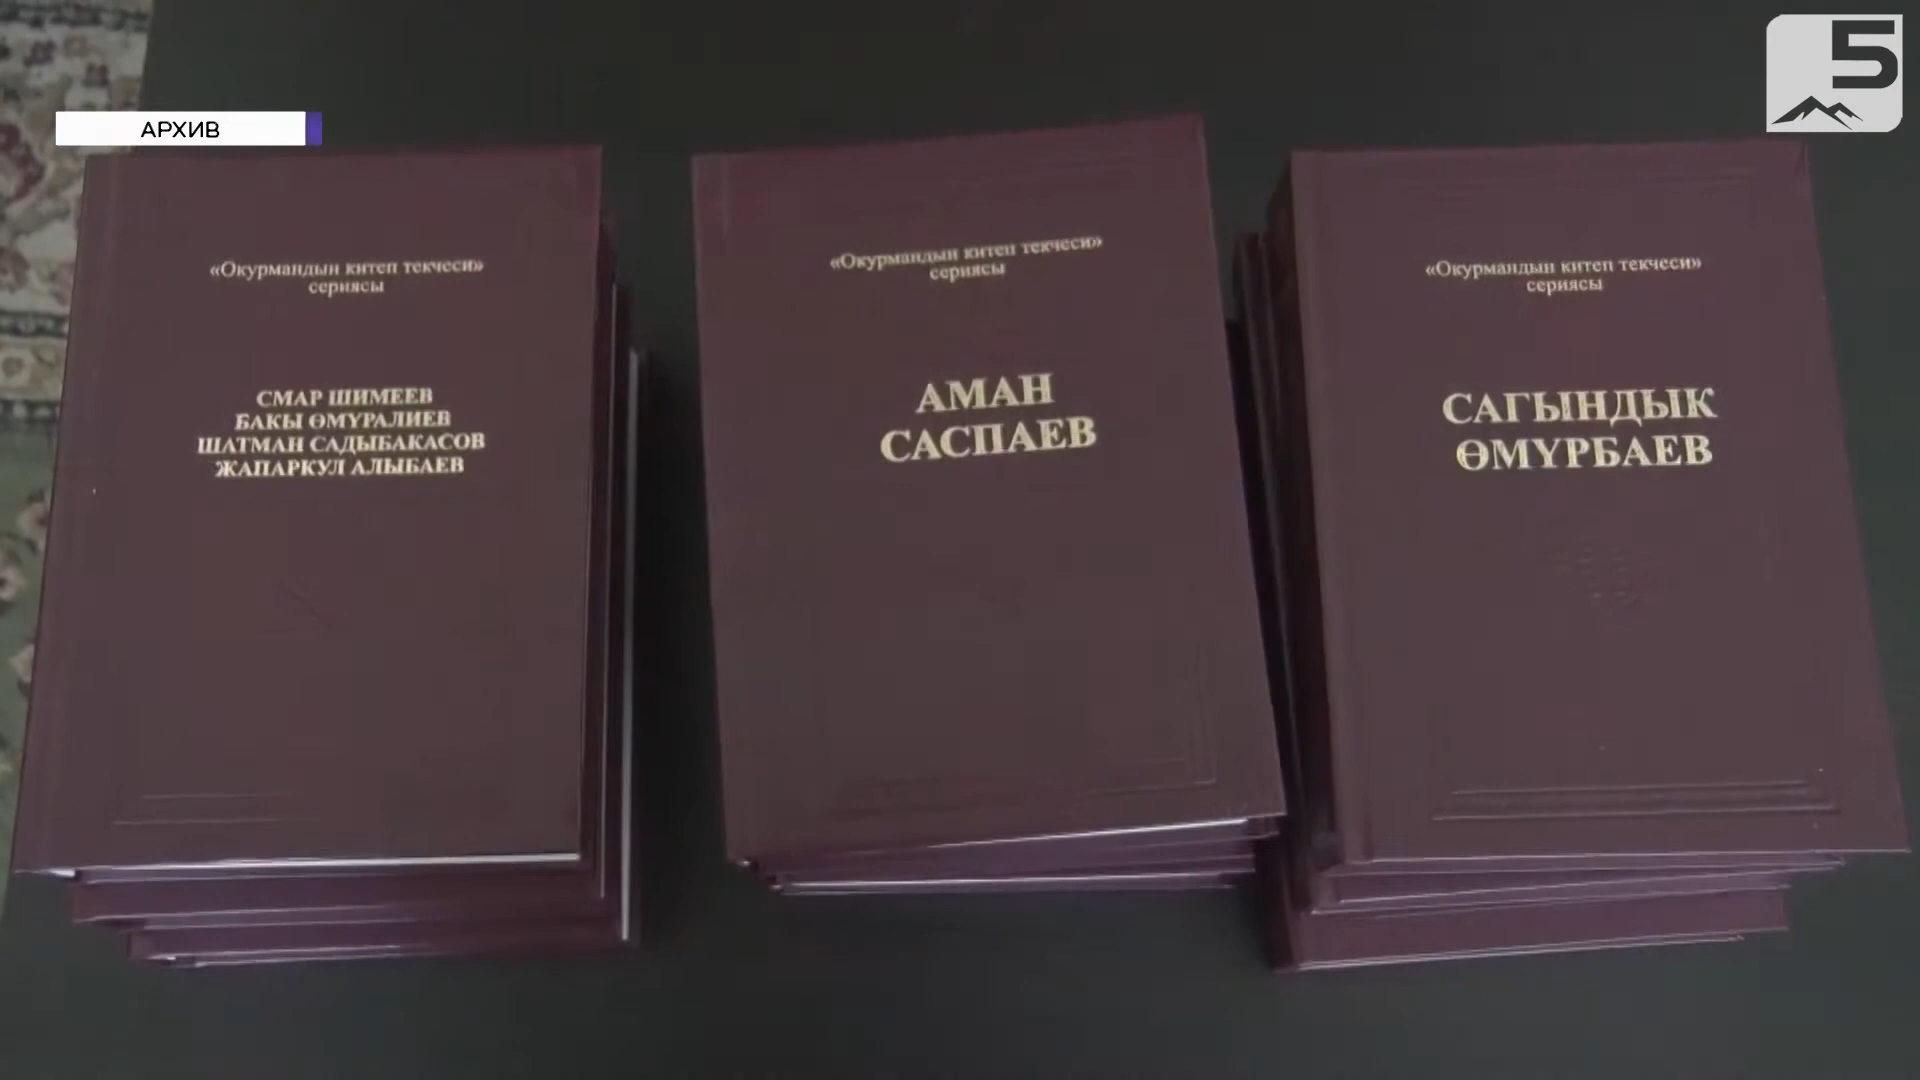 5
АРХИВ
«Окурмандын китеп текчеси»
сериясы
СМАР ШИМЕЕВ
БАКЫ ӨМҮРАЛИЕВ
ШАТМАН САДЫБАКАСОВ
ЖАПАРКУЛ АЛЫБАЕВ
«Окурмандын китеп текчеси»
сериясы
АМАН
САСПАЕВ
«Окурмандын китеп текчеси»
сериясы
САГЫНДЫК
ӨМҮРБАЕВ